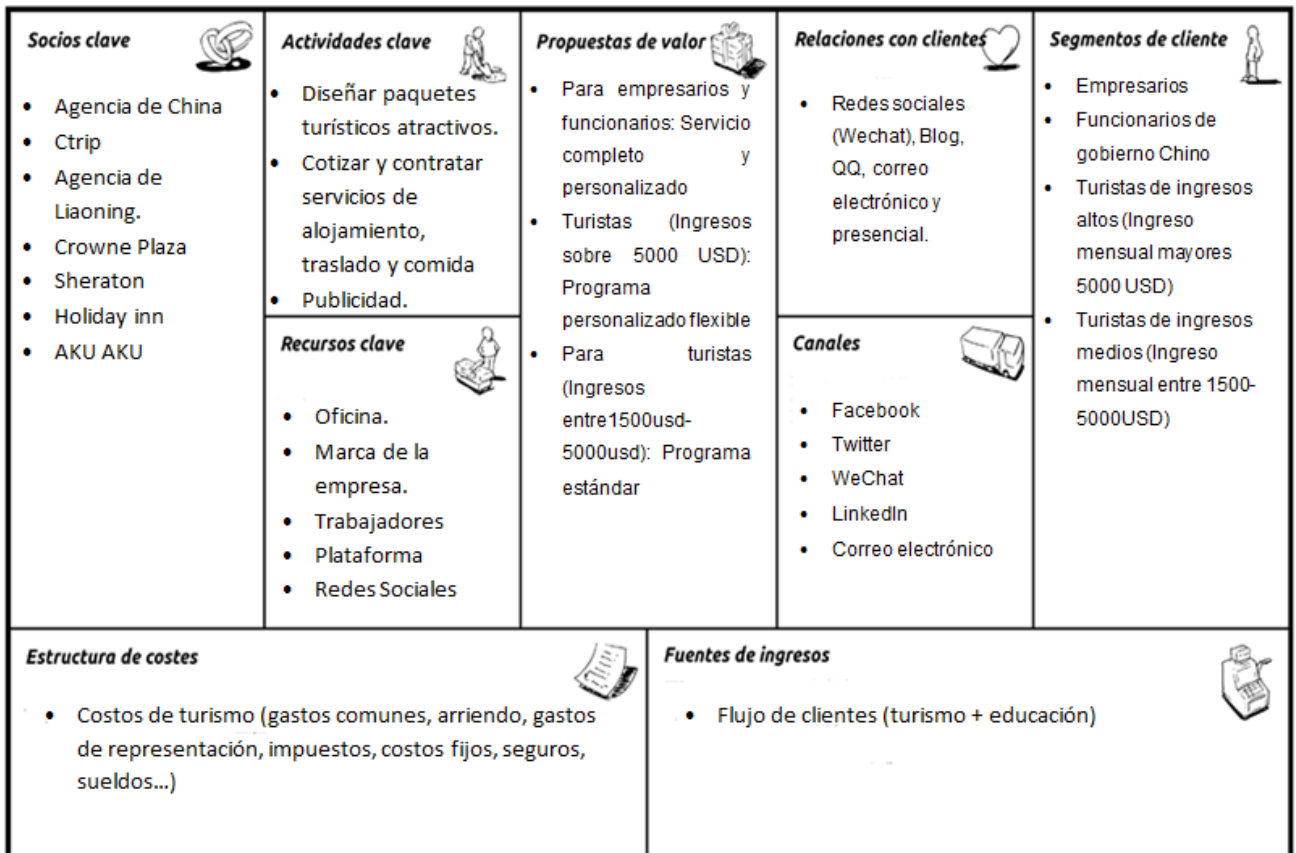 Socios clave
• Agencia de China
• Ctrip
• Agencia de
Liaoning.
• Crowne Plaza
• Sheraton
• Holiday inn
• AKU AKU
Actividades clave
• Diseñar paquetes
turísticos atractivos.
• Cotizar y contratar
servicios de
alojamiento,
traslado y comida
• Publicidad.
Recursos clave
• Oficina.
• Marca de la
empresa.
• Trabajadores
• Plataforma
• Redes Sociales
Propuestas de valor
• Para empresarios y
funcionarios: Servicio
completo y
personalizado
• Turistas (Ingresos
sobre 5000 USD):
Programa
personalizado flexible
• Para turistas
(Ingresos
entre1500usd-
5000usd): Programa
estándar
Relaciones con clientes
• Redes sociales
(Wechat), Blog,
QQ, correo
electrónico y
presencial.
Canales
• Facebook
• Twitter
• WeChat
• LinkedIn
• Correo electrónico
Segmentos de cliente
• Empresarios
• Funcionarios de
gobierno Chino
• Turistas de ingresos
altos (Ingreso
mensual mayores
5000 USD)
• Turistas de ingresos
medios (Ingreso
mensual entre 1500-
5000USD)
Estructura de costes
• Costos de turismo (gastos comunes, arriendo, gastos
de representación, impuestos, costos fijos, seguros,
sueldos...)
Fuentes de ingresos
• Flujo de clientes (turismo + educación)